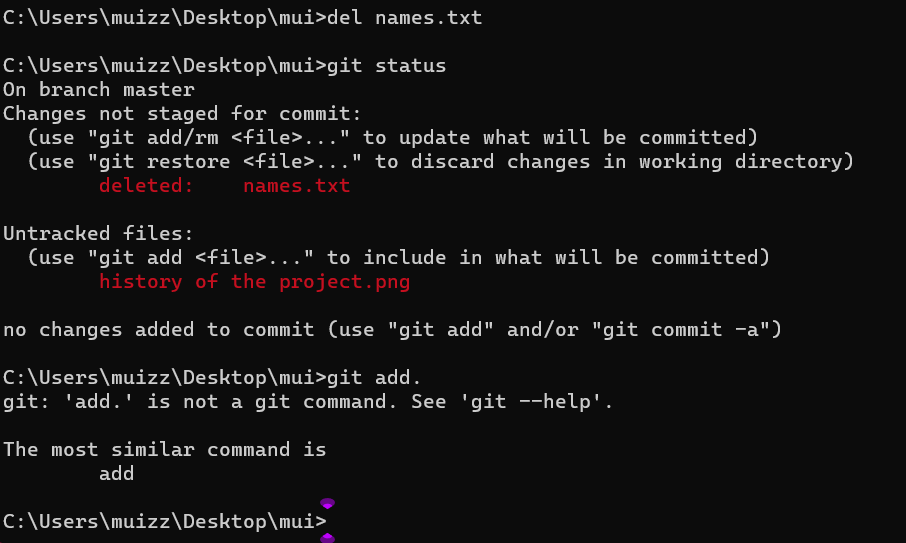 C:\Users\muizz\Desktop\mui>del names.txt
C:\Users\muizz\Desktop\mui>git status
On branch master
Changes not staged for commit:
  (use "git add/rm <file>..." to update what will be committed)
  (use "git restore <file>..." to discard changes in working directory)
        deleted:    names.txt
Untracked files:
  (use "git add <file>..." to include in what will be committed)
        history of the project.png
no changes added to commit (use "git add" and/or "git commit -a")
C:\Users\muizz\Desktop\mui>git add.
git: 'add.' is not a git command. See 'git --help'.
The most similar command is
        add
C:\Users\muizz\Desktop\mui>